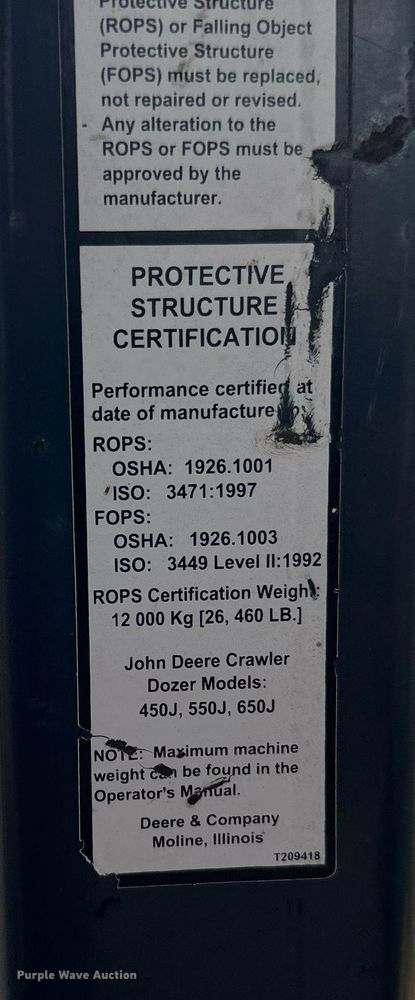 Protective Structure
(ROPS) or Falling Object
Protective Structure
(FOPS) must be replaced,
not repaired or revised.
- Any alteration to the
ROPS or FOPS must be
approved by the
manufacturer.
PROTECTIVE
STRUCTURE
CERTIFICATION
Performance certified at
date of manufacture
ROPS:
OSHA: 1926.1001
ISO: 3471:1997
FOPS:
OSHA: 1926.1003
ISO: 3449 Level II:1992
ROPS Certification Weight:
12 000 Kg [26, 460 LB.]
John Deere Crawler
Dozer Models:
450J, 550J, 650J
NOTE: Maximum machine
weight can be found in the
Operator's Manual.
Deere & Company
Moline, Illinois
T209418
Purple Wave Auction